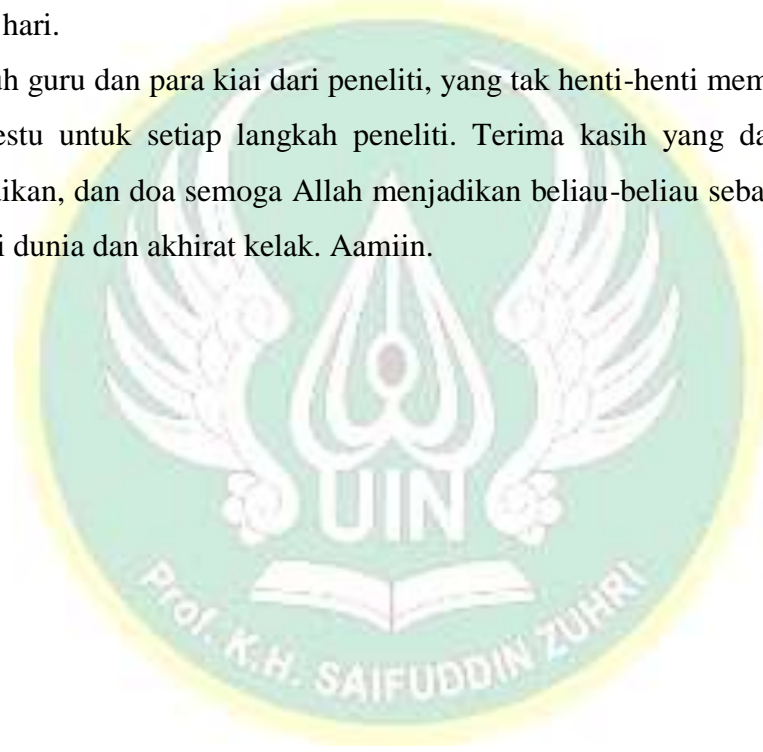 hari.
uh guru dan para kiai dari peneliti, yang tak henti-henti mem
estu untuk setiap langkah peneliti. Terima kasih yang da
dikan, dan doa semoga Allah menjadikan beliau-beliau seba
i dunia dan akhirat kelak. Aamiin.
UIN
Prof. K.H. SAIFUDDIN ZUHRI